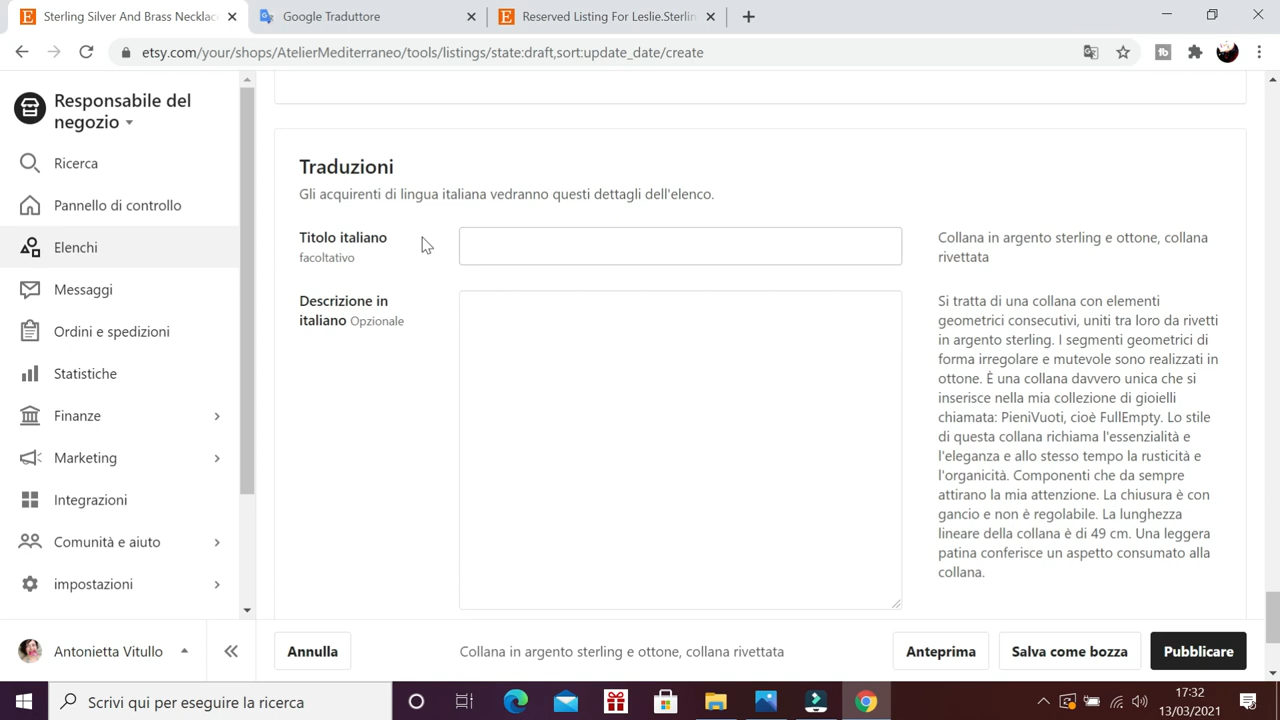 Sterling Silver And Brass Necklac
Google Traduttore
Reserved Listing For Leslie.Sterlin
etsy.com/your/shops/AtelierMediterraneo/tools/listings/state:draft,sort:update_date/create
Responsabile del
negozio
Ricerca
Pannello di controllo
Elenchi
Messaggi
Ordini e spedizioni
Statistiche
Finanze
Marketing
Integrazioni
Comunità e aiuto
impostazioni
Antonietta Vitullo
Traduzioni
Gli acquirenti di lingua italiana vedranno questi dettagli dell'elenco.
Titolo italiano
facoltativo
Collana in argento sterling e ottone, collana
rivettata
Descrizione in
italiano Opzionale
Si tratta di una collana con elementi
geometrici consecutivi, uniti tra loro da rivetti
in argento sterling. I segmenti geometrici di
forma irregolare e mutevole sono realizzati in
ottone. È una collana davvero unica che si
inserisce nella mia collezione di gioielli
chiamata: PieniVuoti, cioè FullEmpty. Lo stile
di questa collana richiama l'essenzialità e
l'eleganza e allo stesso tempo la rusticità e
l'organicità. Componenti che da sempre
attirano la mia attenzione. La chiusura è con
gancio e non è regolabile. La lunghezza
lineare della collana è di 49 cm. Una leggera
patina conferisce un aspetto consumato alla
collana.
Annulla
Collana in argento sterling e ottone, collana rivettata
Anteprima
Salva come bozza
Pubblicare
Scrivi qui per eseguire la ricerca
17:32
13/03/2021